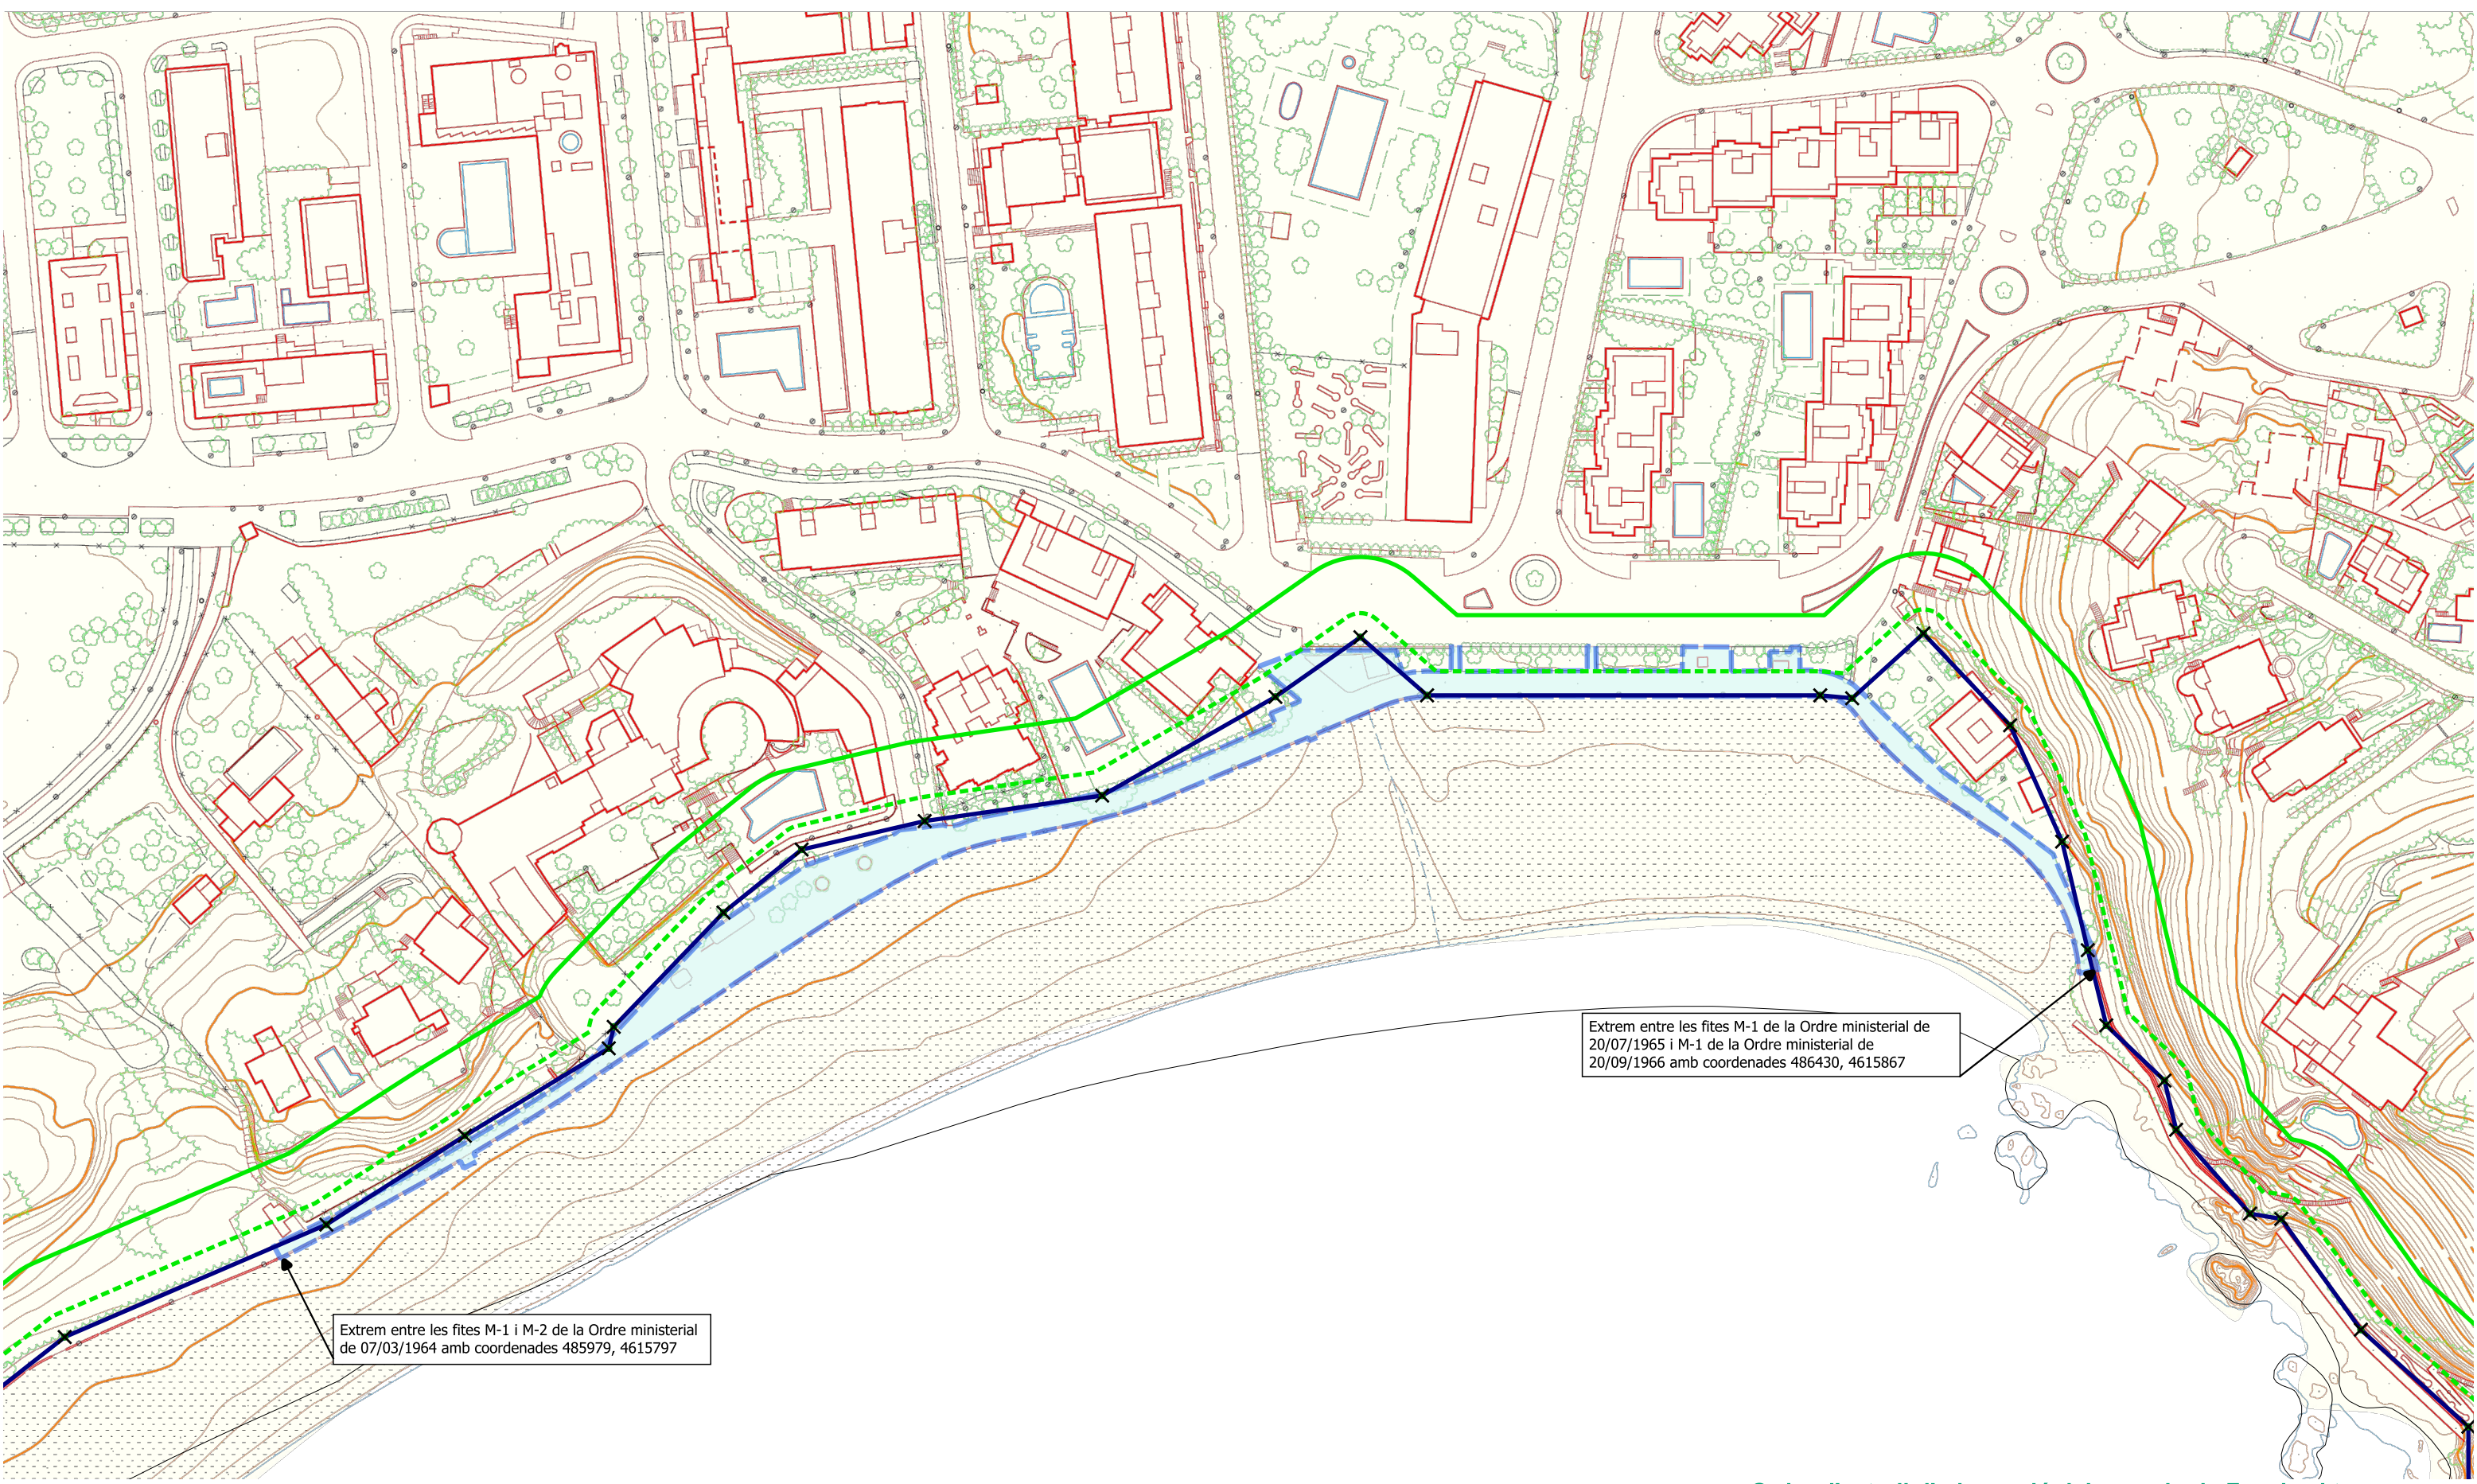 Extrem entre les fites M-1 de la Ordre ministerial de
20/07/1965 i M-1 de la Ordre ministerial de
20/09/1966 amb coordenades 486430, 4615867
Extrem entre les fites M-1 i M-2 de la Ordre ministerial
de 07/03/1964 amb coordenades 485979, 4615797